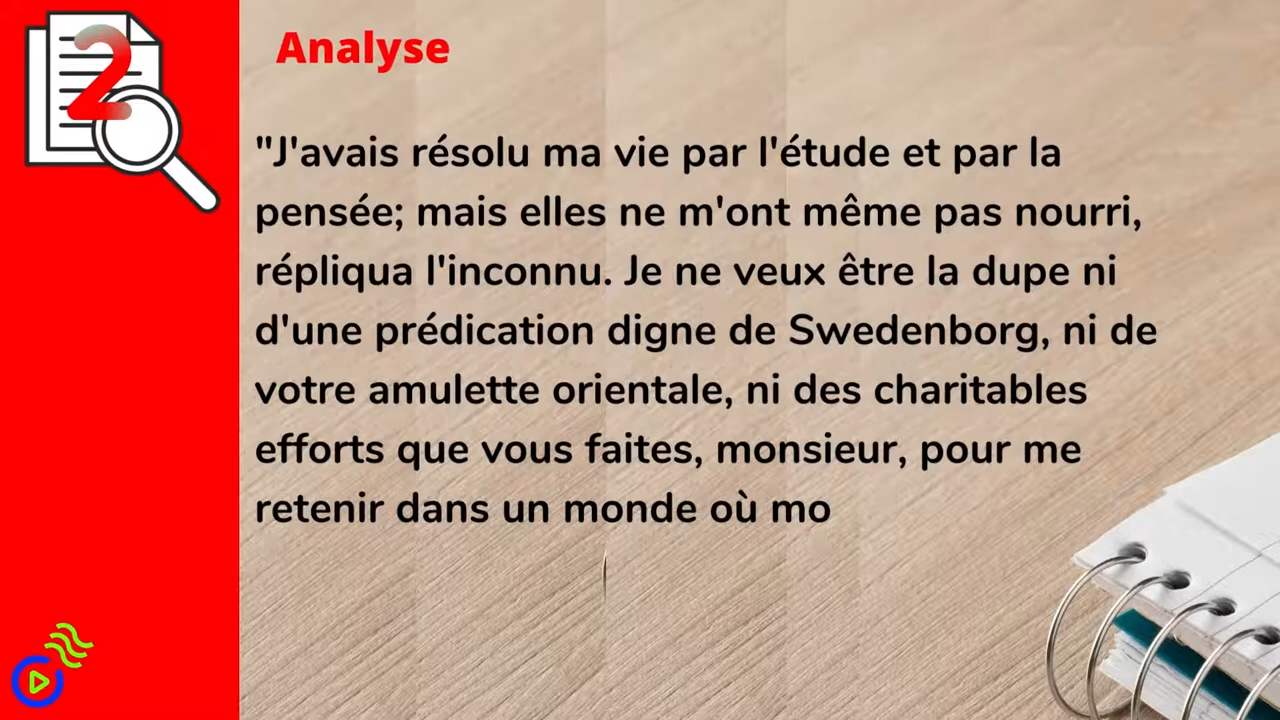 2
Analyse
"J'avais résolu ma vie par l'étude et par la
pensée; mais elles ne m'ont même pas nourri,
répliqua l'inconnu. Je ne veux être la dupe ni
d'une prédication digne de Swedenborg, ni de
votre amulette orientale, ni des charitables
efforts que vous faites, monsieur, pour me
retenir dans un monde où mo